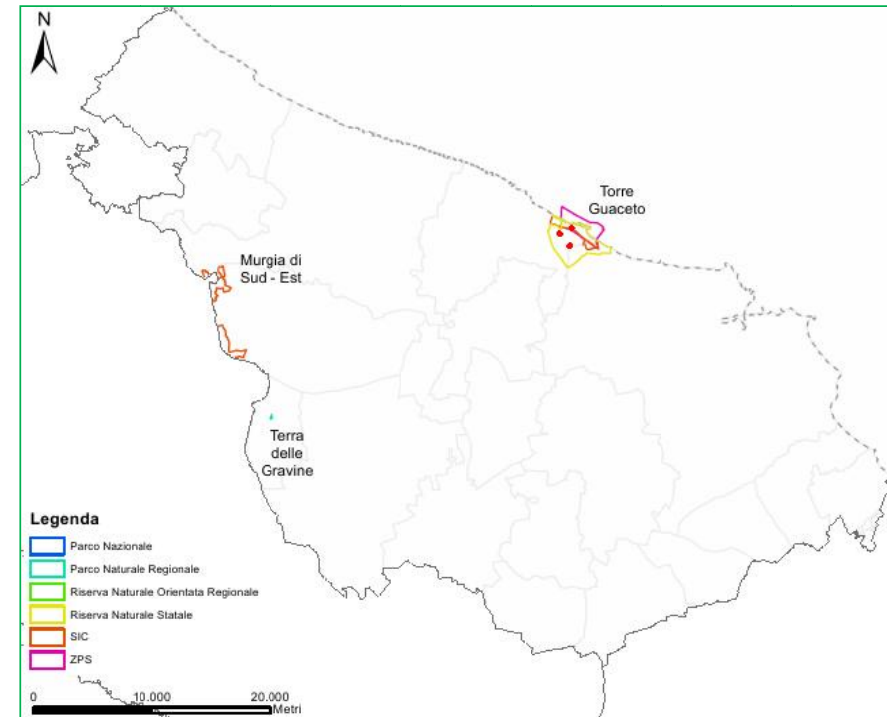 N
Torre
Guaceto
Murgia di
Sud - Est
Terra
delle
Gravine
Legenda
Parco Nazionale
Parco Naturale Regionale
Riserva Naturale Orientata Regionale
Riserva Naturale Statale
SIC
ZPS
0 10.000 20.000
Metri